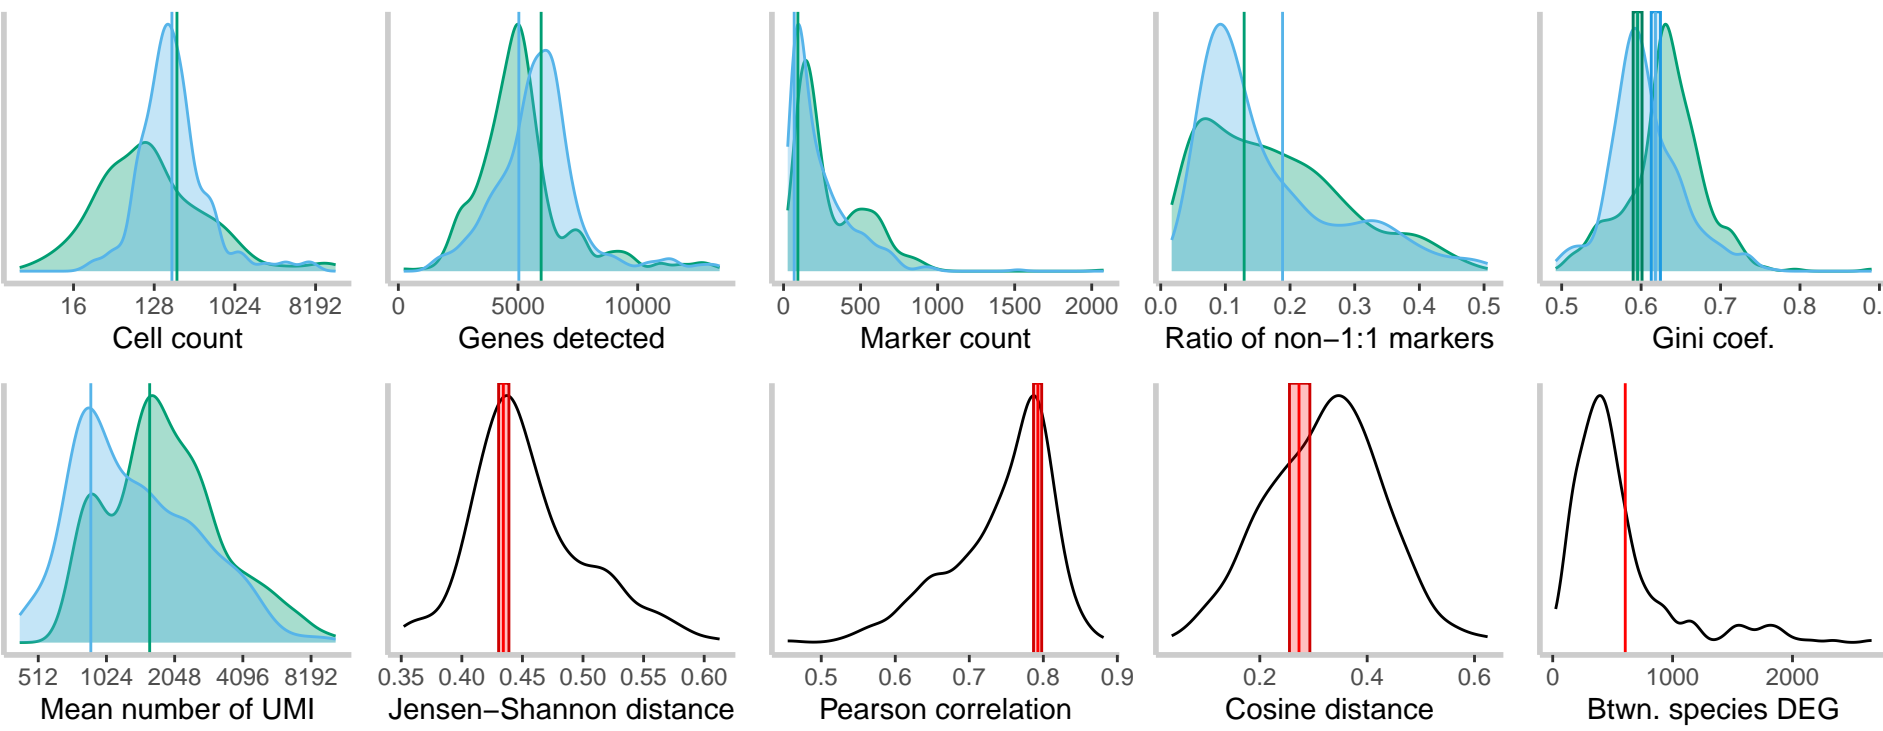 16 128 1024 8192
Cell count
0 5000 10000
Genes detected
0 500 1000 1500 2000
Marker count
0.0 0.1 0.2 0.3 0.4 0.5
Ratio of non−1:1 markers
0.5 0.6 0.7 0.8 0.
Gini coef.
512 1024 2048 4096 8192
Mean number of UMI
0.35 0.40 0.45 0.50 0.55 0.60
Jensen−Shannon distance
0.5 0.6 0.7 0.8 0.9
Pearson correlation
0.2 0.4 0.6
Cosine distance
0 1000 2000
Btwn. species DEG